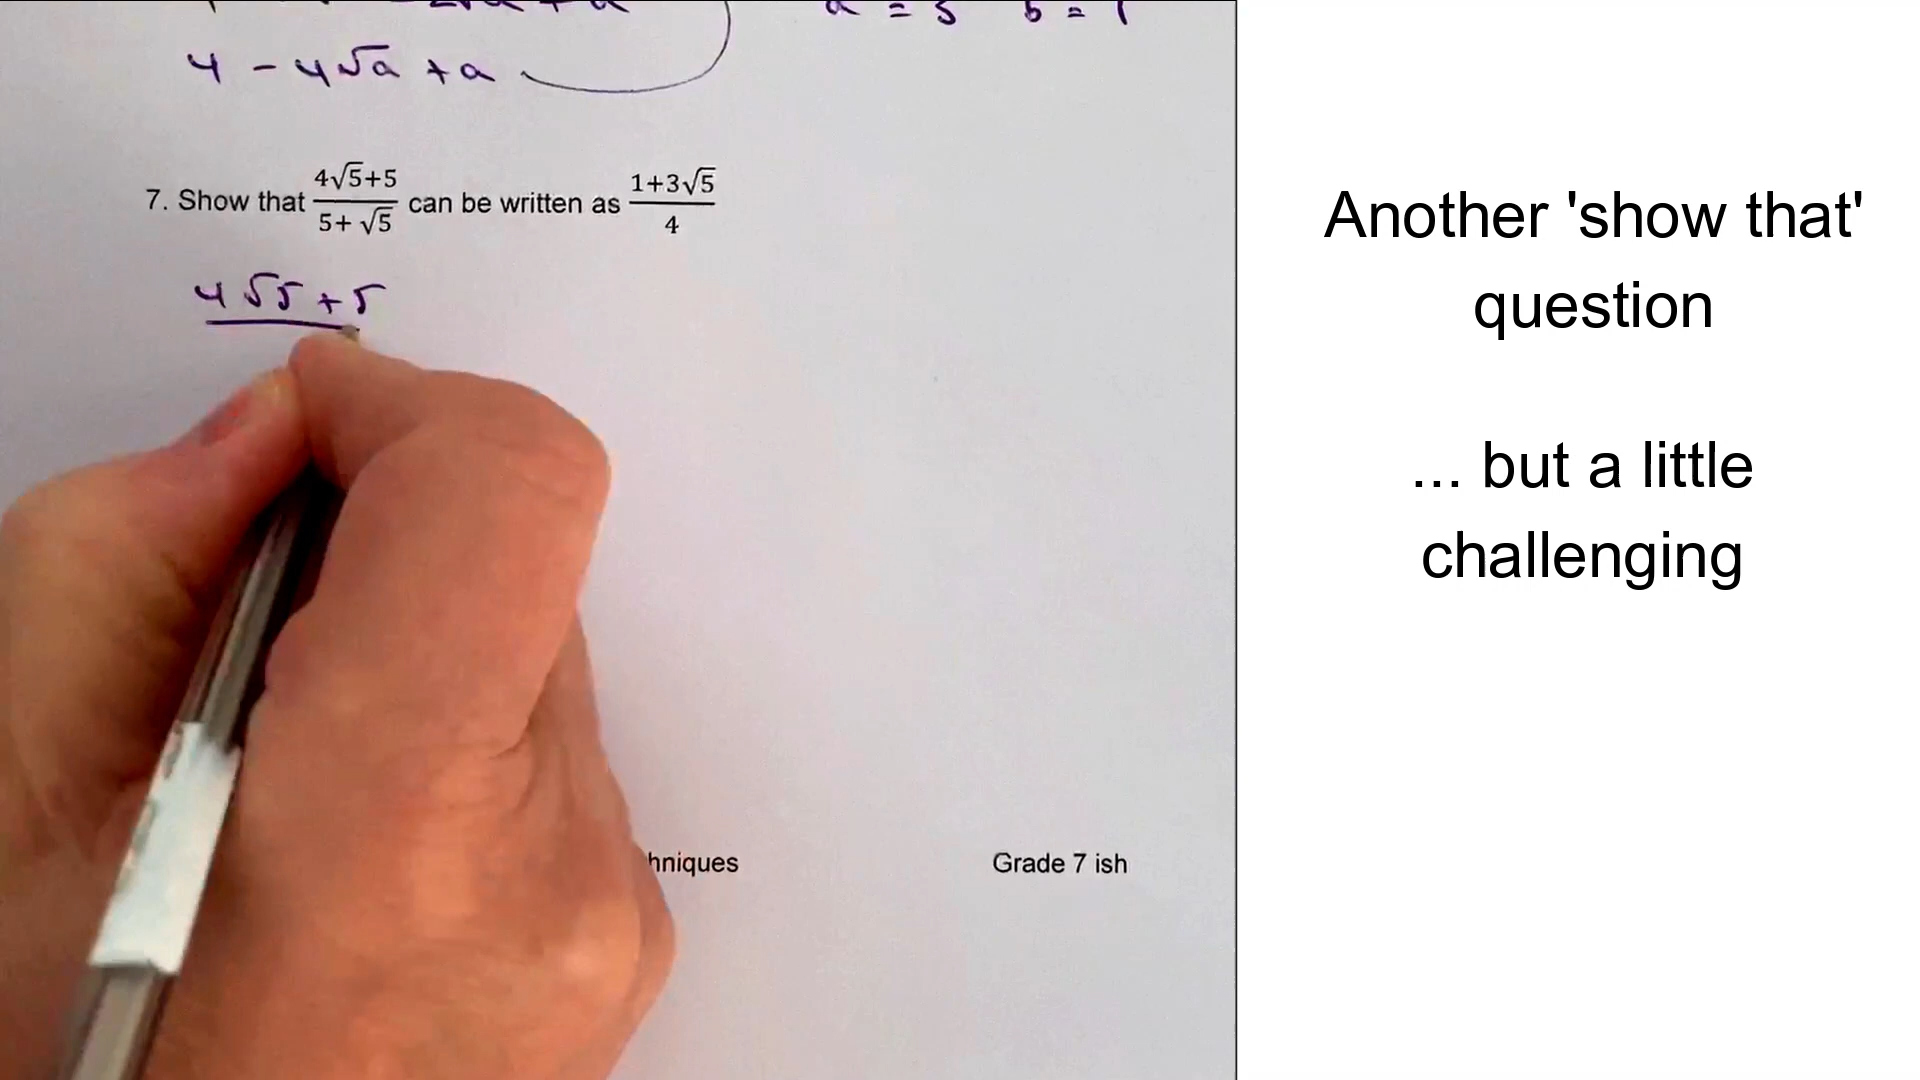 a = 5 b = 1
4 - 4√a + a
7. Show that (4√5+5)/(5+ √5) can be written as (1+3√5)/4
4√5 + 5
hniques
Grade 7 ish
Another 'show that'
question
... but a little
challenging